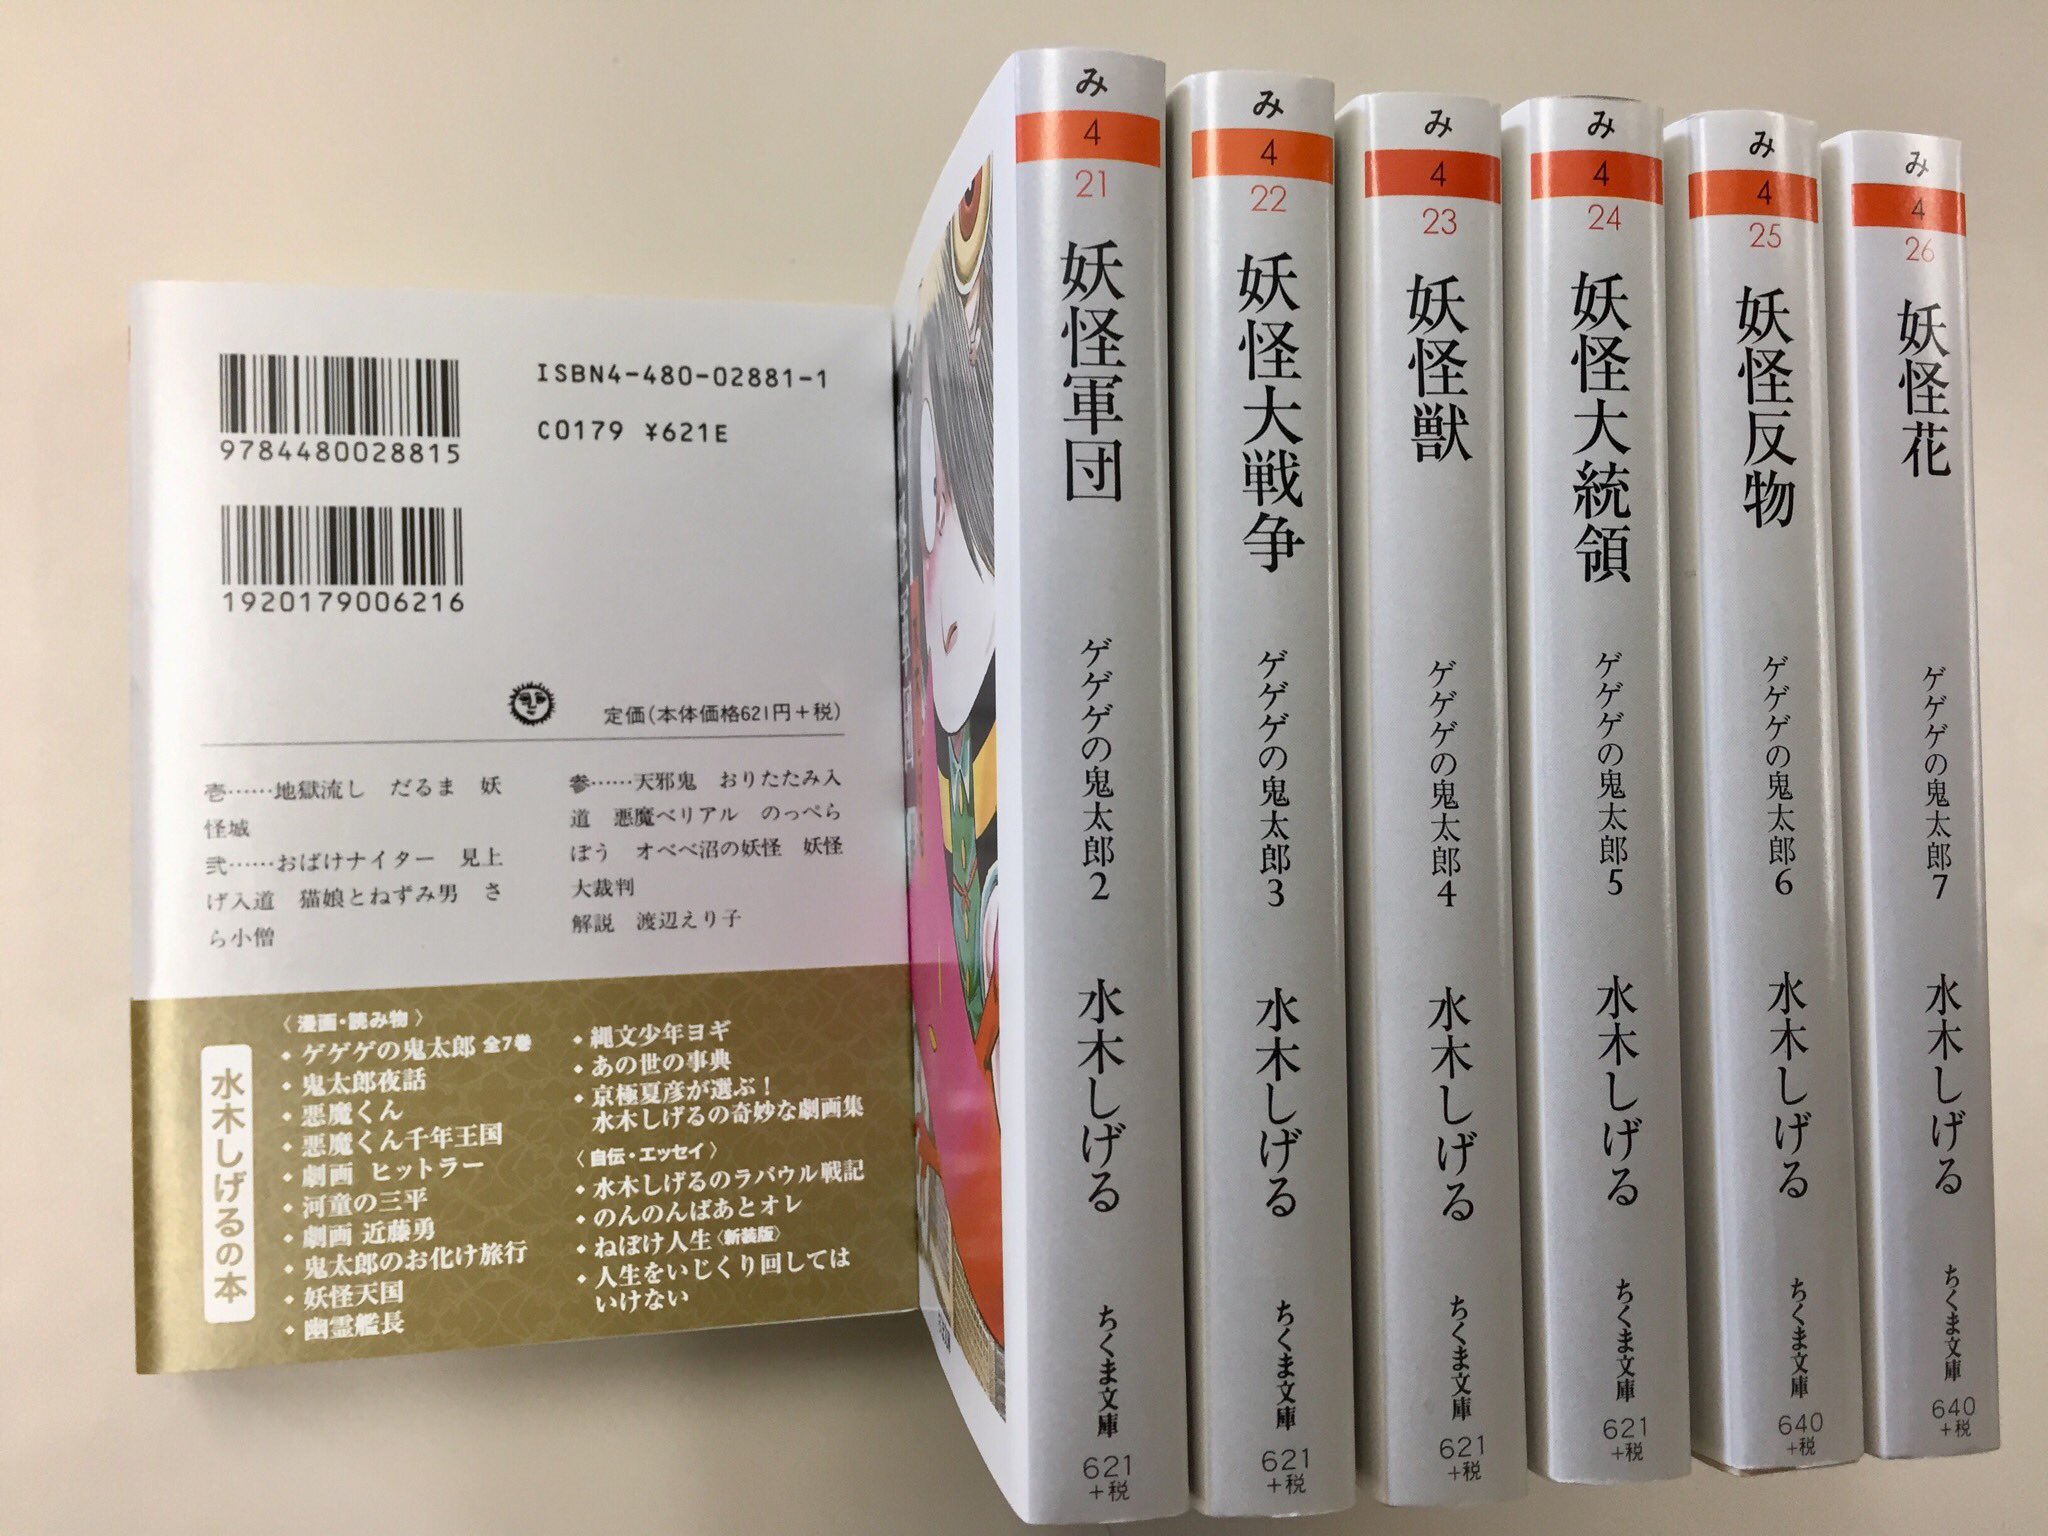 ISBN4-480-02881-1
C0179 ¥621E
9784480028815
1920179006216
定価(本体価格621円+税)
壱……地獄流し だるま 妖
怪城
弐……おばけナイター 見上
げ入道 猫娘とねずみ男 さ
ら小僧
参……天邪鬼 おりたたみ入
道 悪魔ベリアル のっぺら
ぼう オベベ沼の妖怪 妖怪
大裁判
解説 渡辺えり子
水木しげるの本
〈漫画・読み物〉
◆ゲゲゲの鬼太郎 全7巻
◆鬼太郎夜話
◆悪魔くん
◆悪魔くん千年王国
◆劇画 ヒットラー
◆河童の三平
◆劇画 近藤勇
◆鬼太郎のお化け旅行
◆妖怪天国
◆幽霊艦長
◆縄文少年ヨギ
◆あの世の事典
◆京極夏彦が選ぶ!
水木しげるの奇妙な劇画集
〈自伝・エッセイ〉
◆水木しげるのラバウル戦記
◆のんのんばあとオレ
◆ねぼけ人生〈新装版〉
◆人生をいじくり回しては
いけない
み
4
21
妖怪軍団
ゲゲゲの鬼太郎2
水木しげる
ちくま文庫
621
+税
み
4
22
妖怪大戦争
ゲゲゲの鬼太郎3
水木しげる
ちくま文庫
621
+税
み
4
23
妖怪獣
ゲゲゲの鬼太郎4
水木しげる
ちくま文庫
621
+税
み
4
24
妖怪大統領
ゲゲゲの鬼太郎5
水木しげる
ちくま文庫
621
+税
み
4
25
妖怪反物
ゲゲゲの鬼太郎6
水木しげる
ちくま文庫
640
+税
み
4
26
妖怪花
ゲゲゲの鬼太郎7
水木しげる
ちくま文庫
640
+税